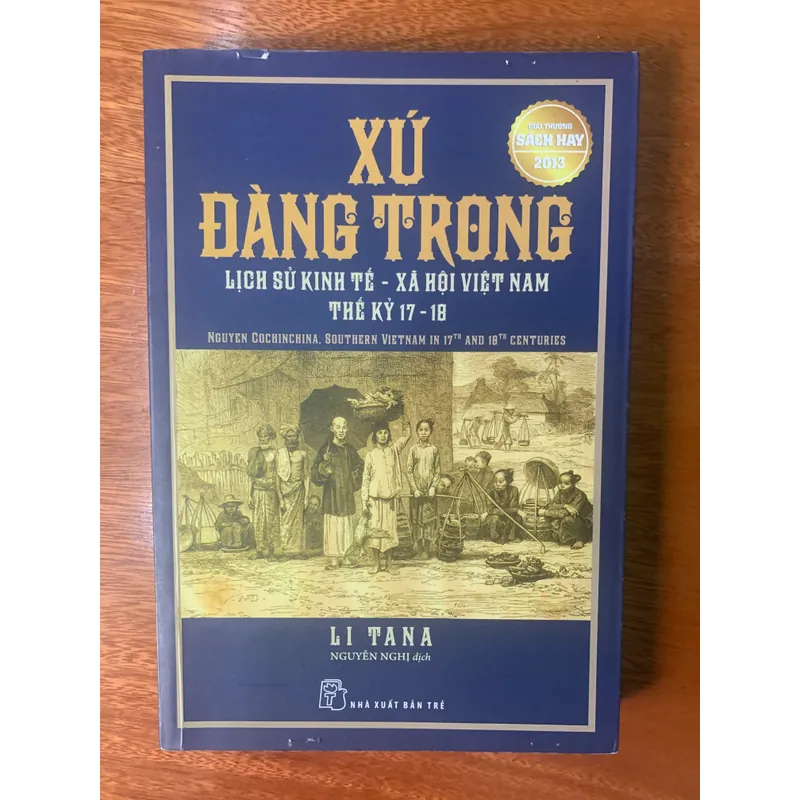 GIẢI THƯỞNG
SÁCH HAY
2013
XỨ
ĐÀNG TRONG
LỊCH SỬ KINH TẾ - XÃ HỘI VIỆT NAM
THẾ KỶ 17 - 18
NGUYEN COCHINCHINA. SOUTHERN VIETNAM IN 17TH AND 18TH CENTURIES
LI TANA
NGUYỄN NGHỊ dịch
NHÀ XUẤT BẢN TRẺ